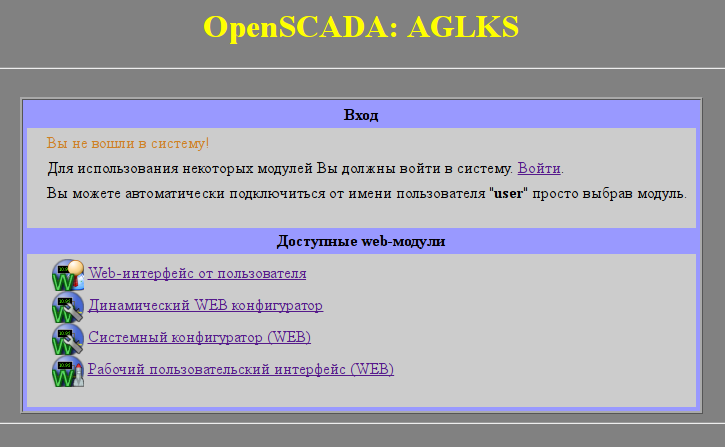 OpenSCADA: AGLKS
Вход
Вы не вошли в систему!
Для использования некоторых модулей Вы должны войти в систему. Войти.
Вы можете автоматически подключиться от имени пользователя "user" просто выбрав модуль.
Доступные web-модули
Web-интерфейс от пользователя
Динамический WEB конфигуратор
Системный конфигуратор (WEB)
Рабочий пользовательский интерфейс (WEB)